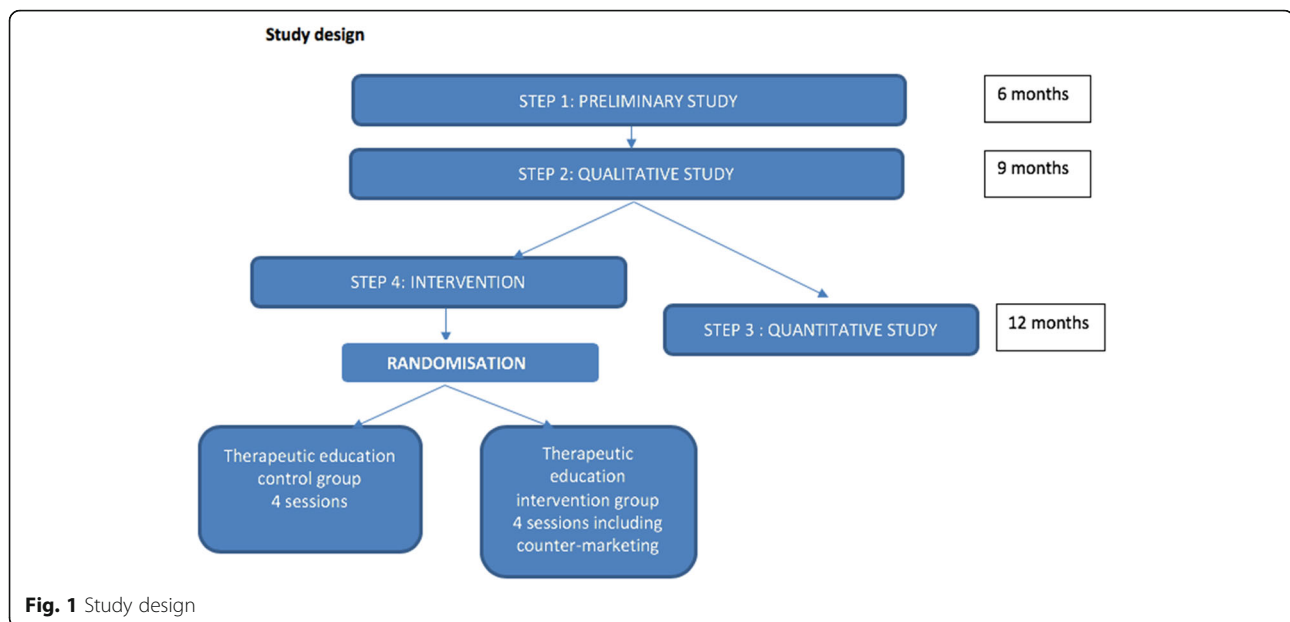 Study design
STEP 1: PRELIMINARY STUDY
6 months
STEP 2: QUALITATIVE STUDY
9 months
STEP 4: INTERVENTION
STEP 3 : QUANTITATIVE STUDY
12 months
RANDOMISATION
Therapeutic education
control group
4 sessions
Therapeutic
education
intervention group
4 sessions including
counter-marketing
Fig. 1 Study design